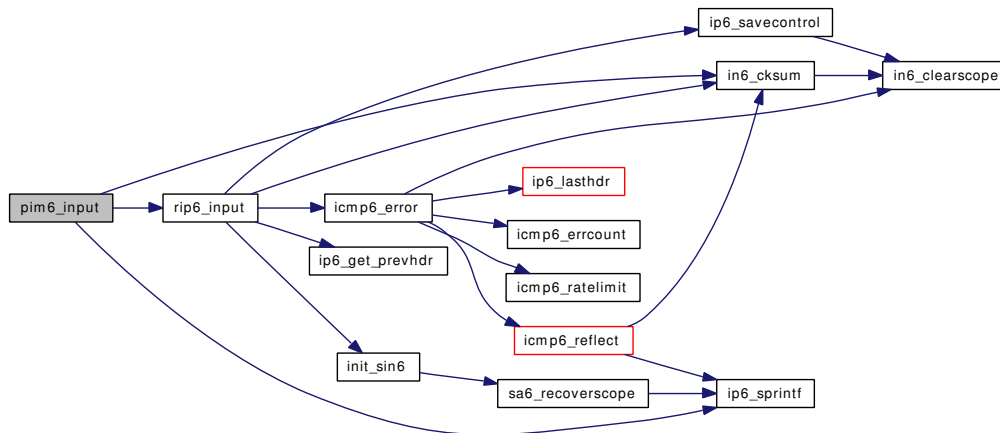 ip6_savecontrol
in6_cksum
in6_clearscope
ip6_lasthdr
pim6_input
rip6_input
icmp6_error
icmp6_errcount
ip6_get_prevhdr
icmp6_ratelimit
icmp6_reflect
init_sin6
sa6_recoverscope
ip6_sprintf